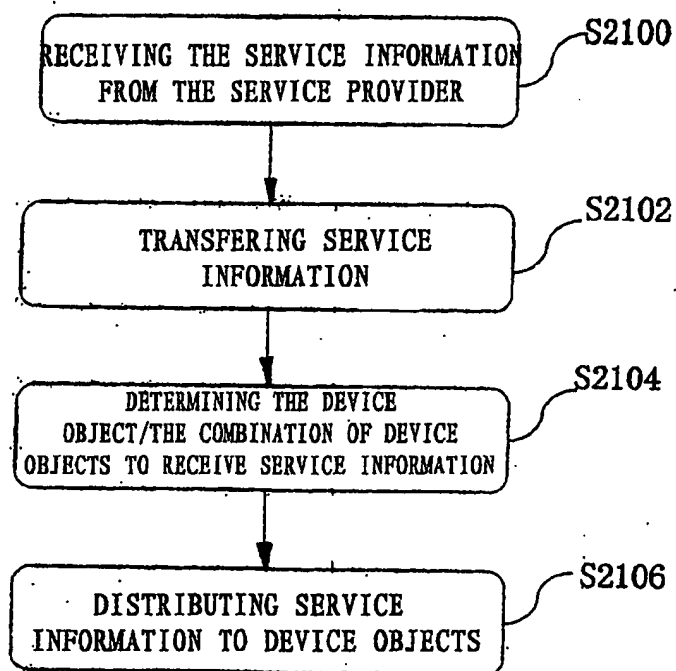 RECEIVING THE SERVICE INFORMATION
FROM THE SERVICE PROVIDER
S2100
TRANSFERING SERVICE
INFORMATION
S2102
DETERMINING THE DEVICE
OBJECT/THE COMBINATION OF DEVICE
OBJECTS TO RECEIVE SERVICE INFORMATION
S2104
DISTRIBUTING SERVICE
INFORMATION TO DEVICE OBJECTS
S2106